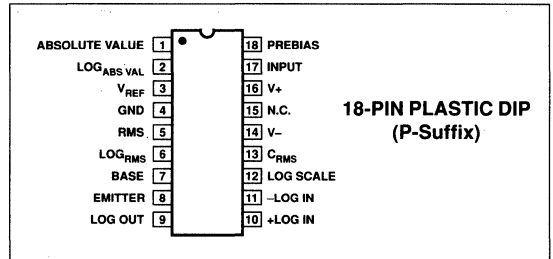 ABSOLUTE VALUE 1 18 PREBIAS
LOG ABS VAL 2 17 INPUT
VREF 3 16 V+
GND 4 15 N.C.
RMS 5 14 V−
LOGRMS 6 13 CRMS
BASE 7 12 LOG SCALE
EMITTER 8 11 −LOG IN
LOG OUT 9 10 +LOG IN
18-PIN PLASTIC DIP
(P-Suffix)